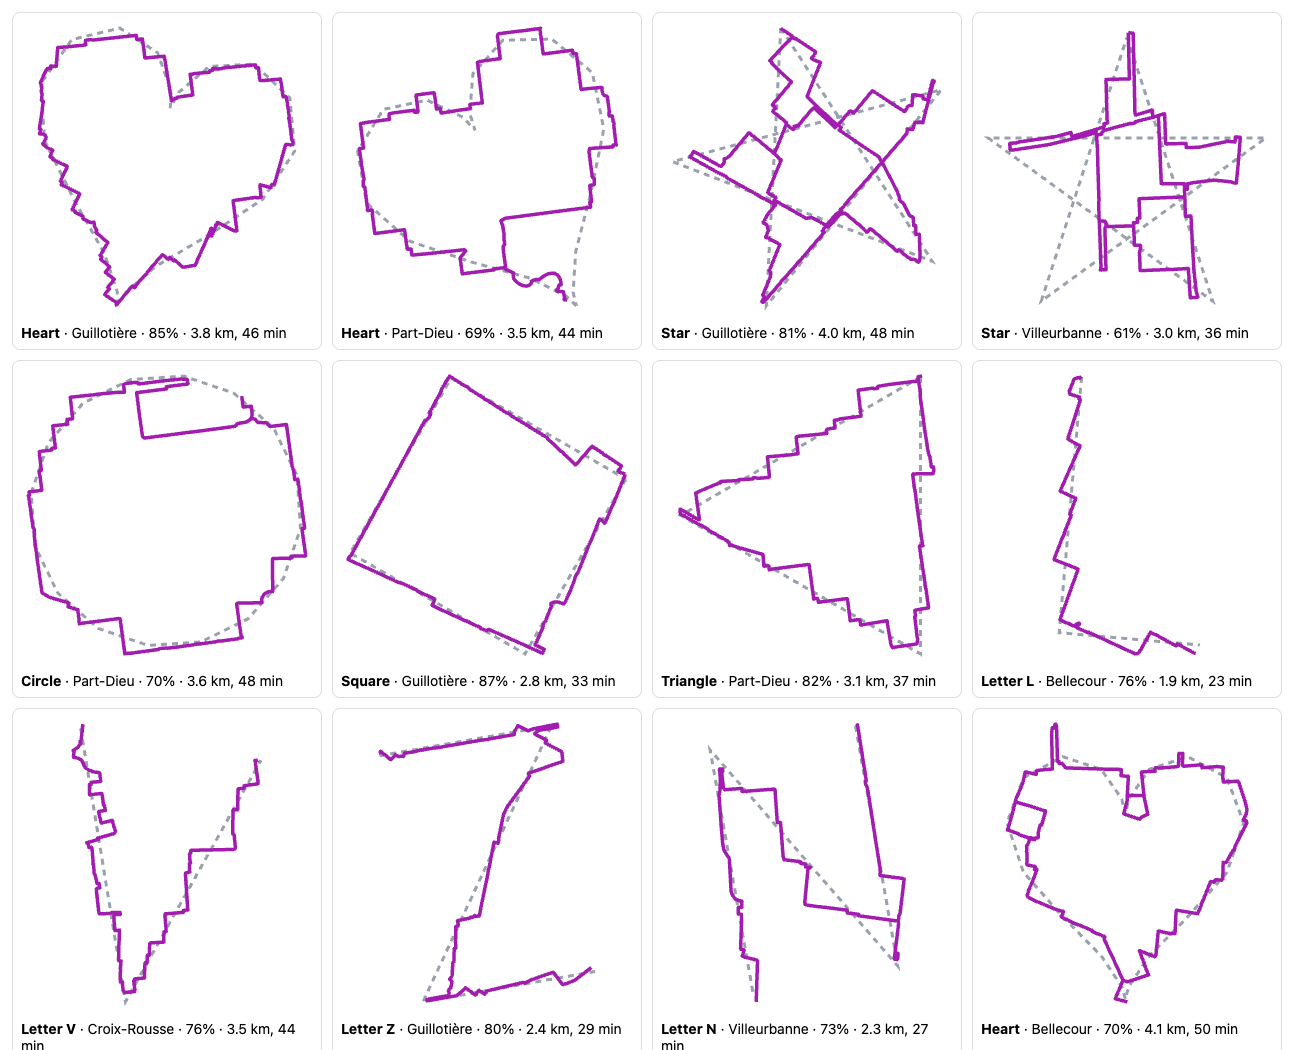 Heart · Guillotière · 85% · 3.8 km, 46 min
Heart · Part-Dieu · 69% · 3.5 km, 44 min
Star · Guillotière · 81% · 4.0 km, 48 min
Star · Villeurbanne · 61% · 3.0 km, 36 min
Circle · Part-Dieu · 70% · 3.6 km, 48 min
Square · Guillotière · 87% · 2.8 km, 33 min
Triangle · Part-Dieu · 82% · 3.1 km, 37 min
Letter L · Bellecour · 76% · 1.9 km, 23 min
Letter V · Croix-Rousse · 76% · 3.5 km, 44
min
Letter Z · Guillotière · 80% · 2.4 km, 29 min
Letter N · Villeurbanne · 73% · 2.3 km, 27
min
Heart · Bellecour · 70% · 4.1 km, 50 min